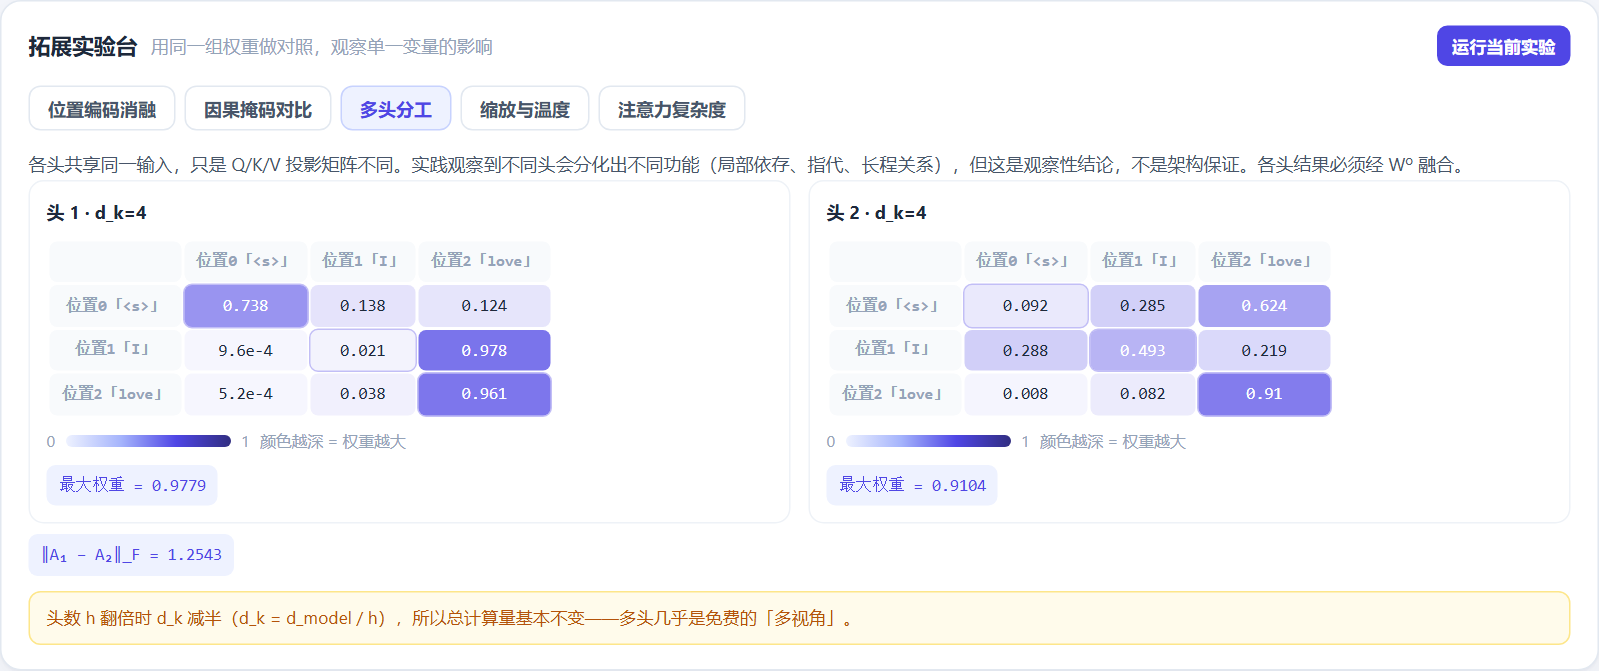 拓展实验台 用同一组权重做对照，观察单一变量的影响 运行当前实验
位置编码消融 因果掩码对比 多头分工 缩放与温度 注意力复杂度
各头共享同一输入，只是 Q/K/V 投影矩阵不同。实践观察到不同头会分化出不同功能（局部依存、指代、长程关系），但这是观察性结论，不是架构保证。各头结果必须经 Wᴼ 融合。
头 1 · d_k=4
位置0「<s>」 位置1「I」 位置2「love」
位置0「<s>」 0.738 0.138 0.124
位置1「I」 9.6e-4 0.021 0.978
位置2「love」 5.2e-4 0.038 0.961
0 1 颜色越深 = 权重越大
最大权重 = 0.9779
头 2 · d_k=4
位置0「<s>」 位置1「I」 位置2「love」
位置0「<s>」 0.092 0.285 0.624
位置1「I」 0.288 0.493 0.219
位置2「love」 0.008 0.082 0.91
0 1 颜色越深 = 权重越大
最大权重 = 0.9104
‖A₁ − A₂‖_F = 1.2543
头数 h 翻倍时 d_k 减半（d_k = d_model / h），所以总计算量基本不变——多头几乎是免费的「多视角」。